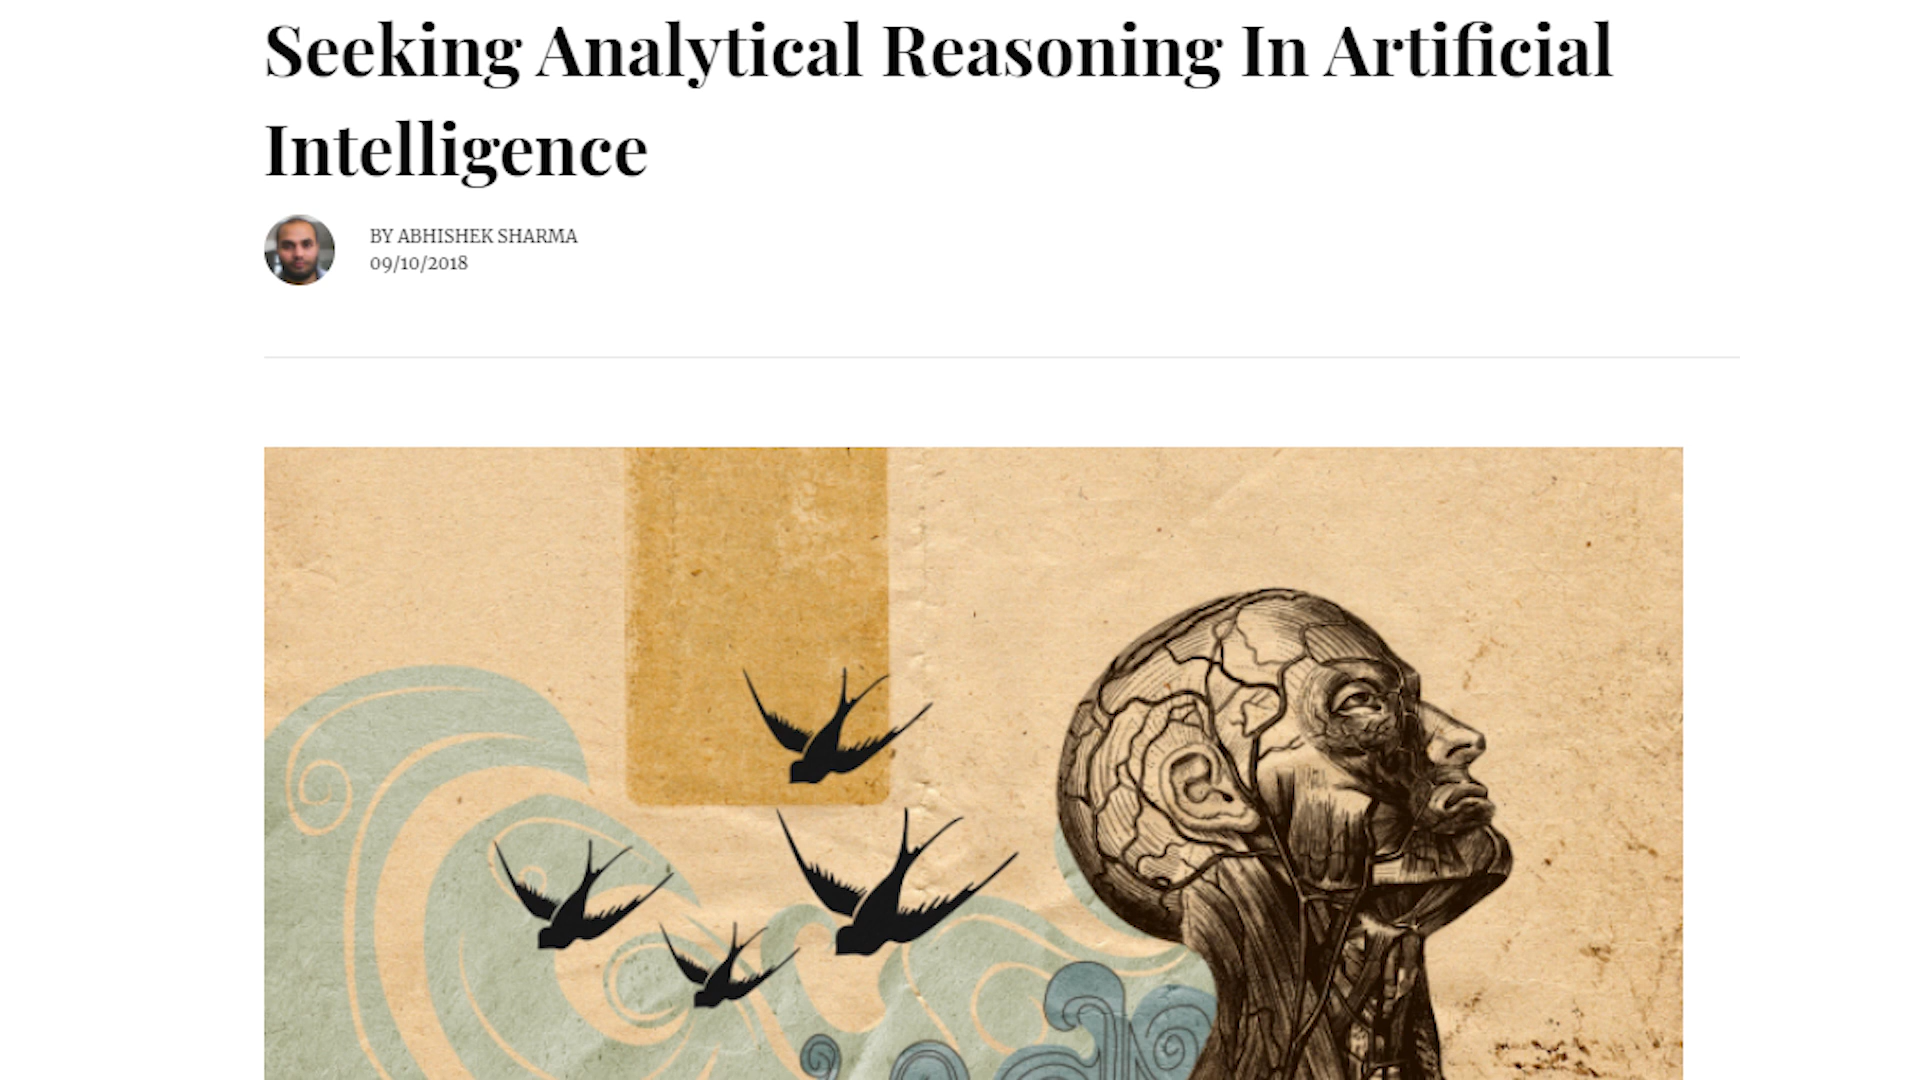 Seeking Analytical Reasoning In Artificial
Intelligence
BY ABHISHEK SHARMA
09/10/2018